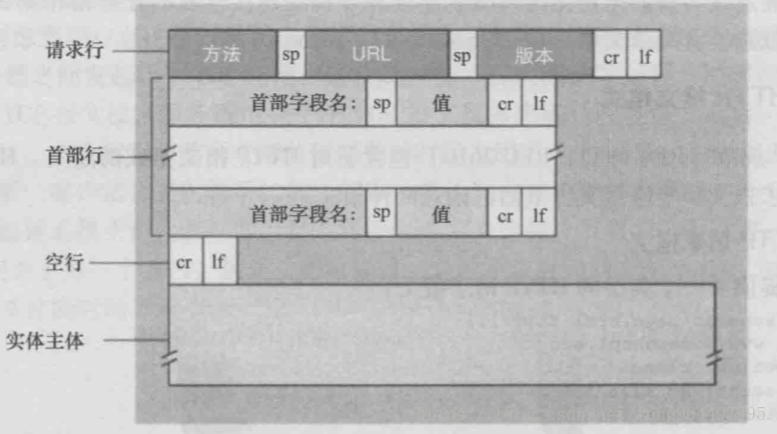 请求行 方法 sp URL sp 版本 cr lf
首部字段名: sp 值 cr lf
首部行
首部字段名: sp 值 cr lf
空行 cr lf
实体主体